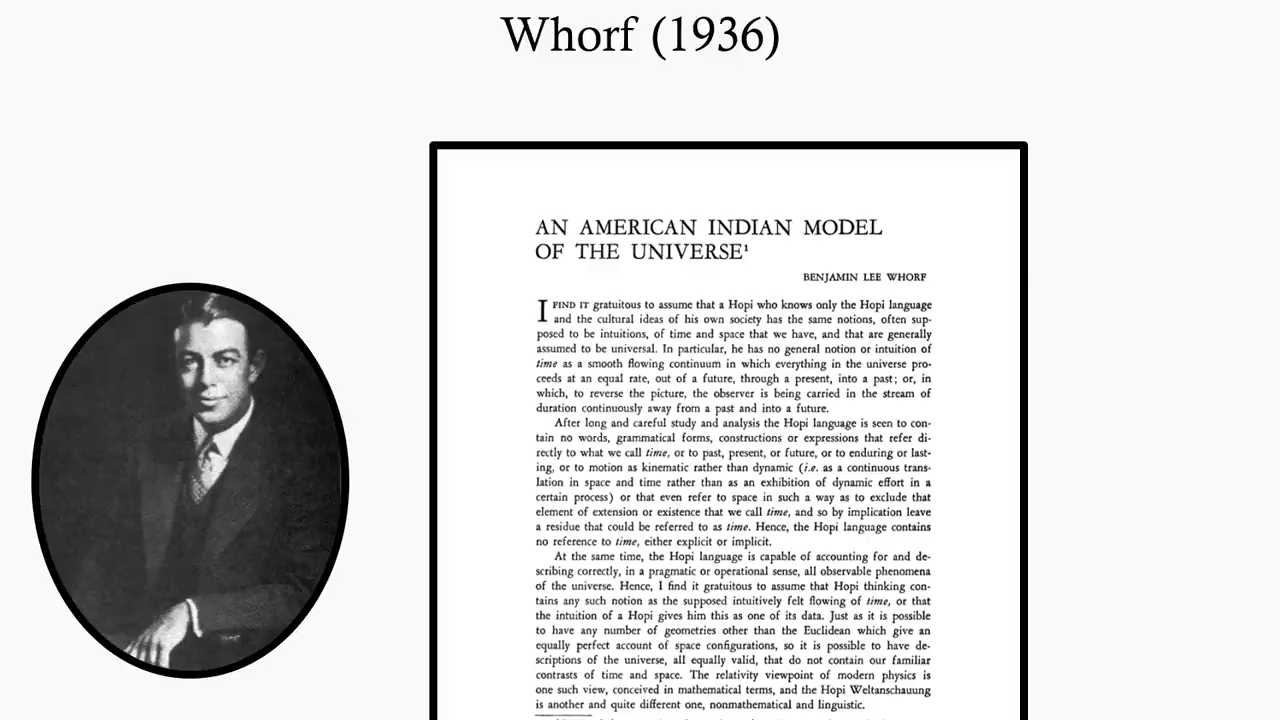 Whorf (1936)
AN AMERICAN INDIAN MODEL
OF THE UNIVERSE¹
BENJAMIN LEE WHORF
I FIND IT gratuitous to assume that a Hopi who knows only the Hopi language
and the cultural ideas of his own society has the same notions, often sup-
posed to be intuitions, of time and space that we have, and that are generally
assumed to be universal. In particular, he has no general notion or intuition of
time as a smooth flowing continuum in which everything in the universe pro-
ceeds at an equal rate, out of a future, through a present, into a past; or, in
which, to reverse the picture, the observer is being carried in the stream of
duration continuously away from a past and into a future.
After long and careful study and analysis the Hopi language is seen to con-
tain no words, grammatical forms, constructions or expressions that refer di-
rectly to what we call time, or to past, present, or future, or to enduring or last-
ing, or to motion as kinematic rather than dynamic (i.e. as a continuous trans-
lation in space and time rather than as an exhibition of dynamic effort in a
certain process) or that even refer to space in such a way as to exclude that
element of extension or existence that we call time, and so by implication leave
a residue that could be referred to as time. Hence, the Hopi language contains
no reference to time, either explicit or implicit.
At the same time, the Hopi language is capable of accounting for and de-
scribing correctly, in a pragmatic or operational sense, all observable phenomena
of the universe. Hence, I find it gratuitous to assume that Hopi thinking con-
tains any such notion as the supposed intuitively felt flowing of time, or that
the intuition of a Hopi gives him this as one of its data. Just as it is possible
to have any number of geometries other than the Euclidean which give an
equally perfect account of space configurations, so it is possible to have de-
scriptions of the universe, all equally valid, that do not contain our familiar
contrasts of time and space. The relativity viewpoint of modern physics is
one such view, conceived in mathematical terms, and the Hopi Weltanschauung
is another and quite different one, nonmathematical and linguistic.